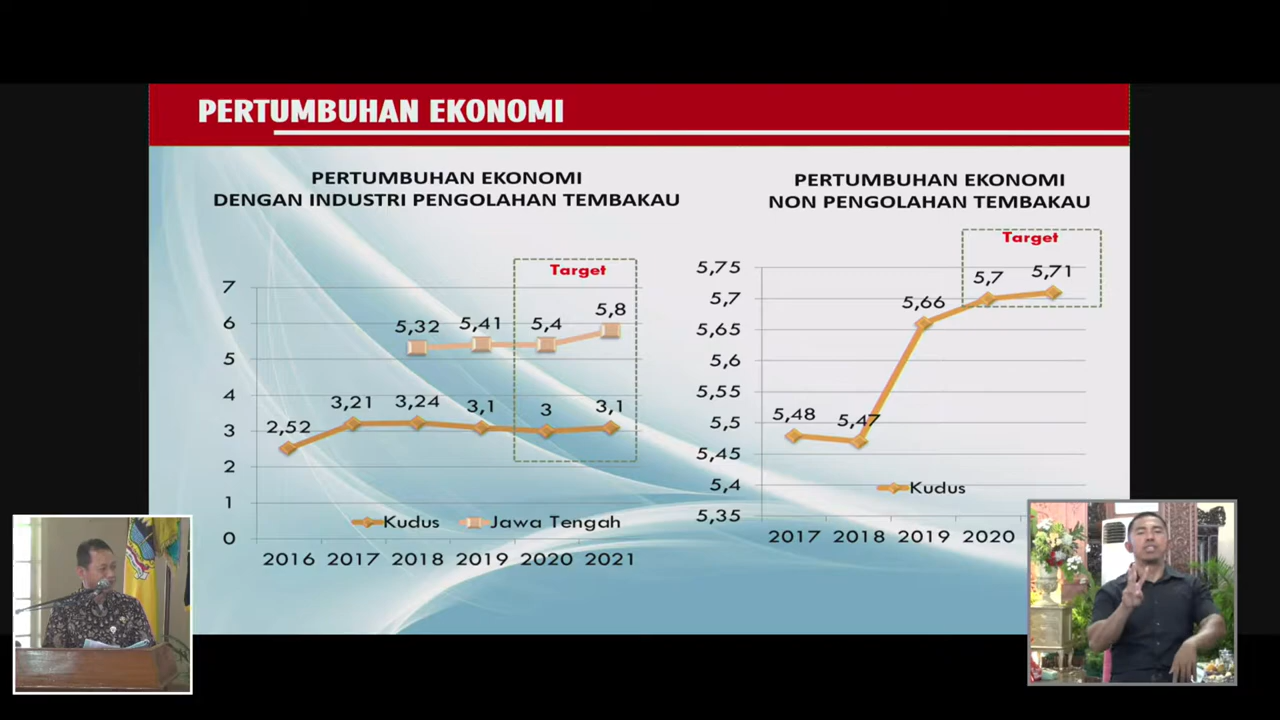 PERTUMBUHAN EKONOMI
PERTUMBUHAN EKONOMI
DENGAN INDUSTRI PENGOLAHAN TEMBAKAU
Target
7
6
5
4
3
2
1
0
5,32
5,41
5,4
5,8
2,52
3,21
3,24
3,1
3
3,1
Kudus
Jawa Tengah
2016 2017 2018 2019 2020 2021
PERTUMBUHAN EKONOMI
NON PENGOLAHAN TEMBAKAU
Target
5,75
5,7
5,65
5,6
5,55
5,5
5,45
5,4
5,35
5,48
5,47
5,66
5,7
5,71
Kudus
2017 2018 2019 2020